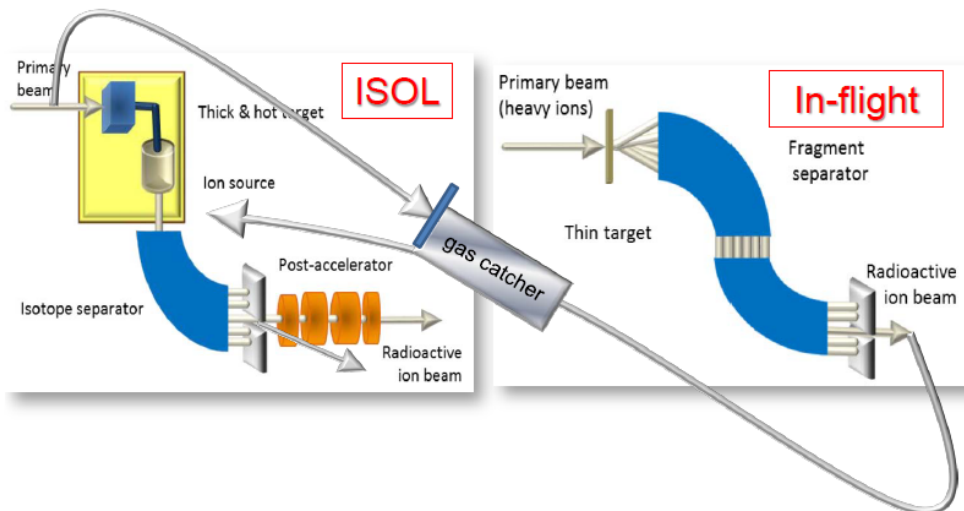 Primary
beam
ISOL
Thick & hot target
Ion source
Isotope separator
Post-accelerator
Radioactive
ion beam
gas catcher
Primary beam
(heavy ions)
In-flight
Fragment
separator
Thin target
Radioactive
ion beam